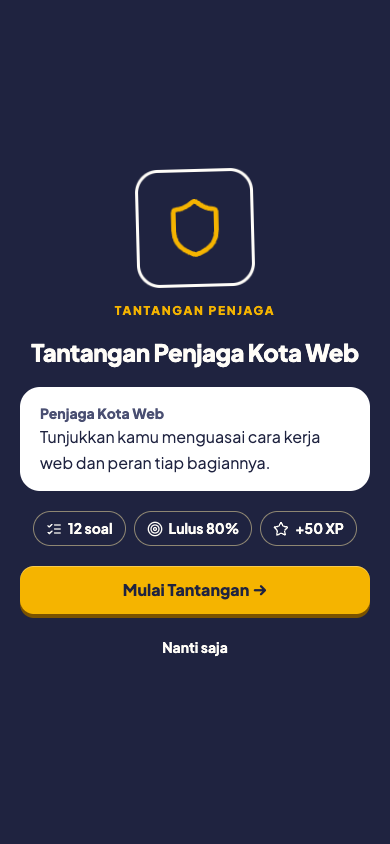 TANTANGAN PENJAGA
Tantangan Penjaga Kota Web
Penjaga Kota Web
Tunjukkan kamu menguasai cara kerja
web dan peran tiap bagiannya.
12 soal
Lulus 80%
+50 XP
Mulai Tantangan →
Nanti saja